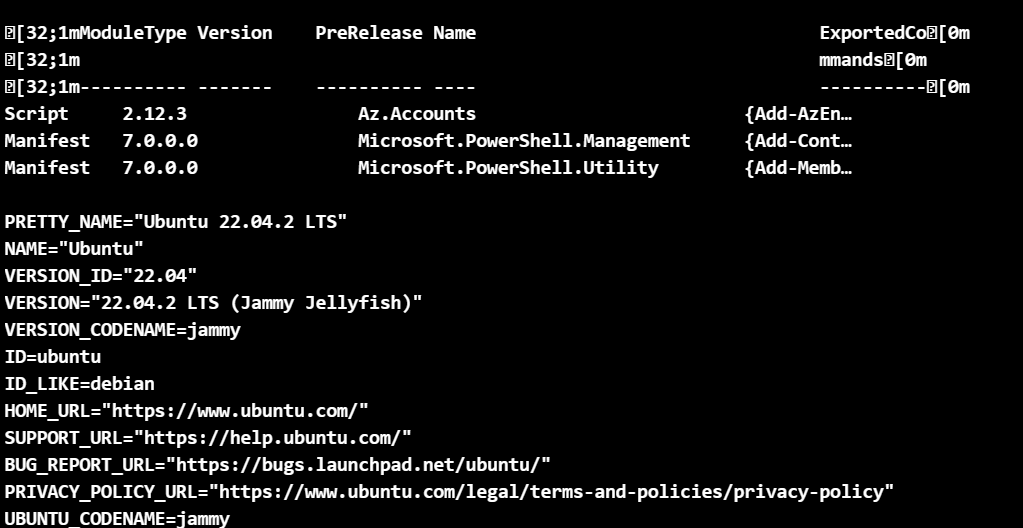 [32;1mModuleType Version    PreRelease Name                                ExportedCo[0m
[32;1m                                                                     mmands[0m
[32;1m---------- -------    ---------- ----                                ----------[0m
Script     2.12.3                Az.Accounts                         {Add-AzEn…
Manifest   7.0.0.0               Microsoft.PowerShell.Management     {Add-Cont…
Manifest   7.0.0.0               Microsoft.PowerShell.Utility        {Add-Memb…
PRETTY_NAME="Ubuntu 22.04.2 LTS"
NAME="Ubuntu"
VERSION_ID="22.04"
VERSION="22.04.2 LTS (Jammy Jellyfish)"
VERSION_CODENAME=jammy
ID=ubuntu
ID_LIKE=debian
HOME_URL="https://www.ubuntu.com/"
SUPPORT_URL="https://help.ubuntu.com/"
BUG_REPORT_URL="https://bugs.launchpad.net/ubuntu/"
PRIVACY_POLICY_URL="https://www.ubuntu.com/legal/terms-and-policies/privacy-policy"
UBUNTU_CODENAME=jammy